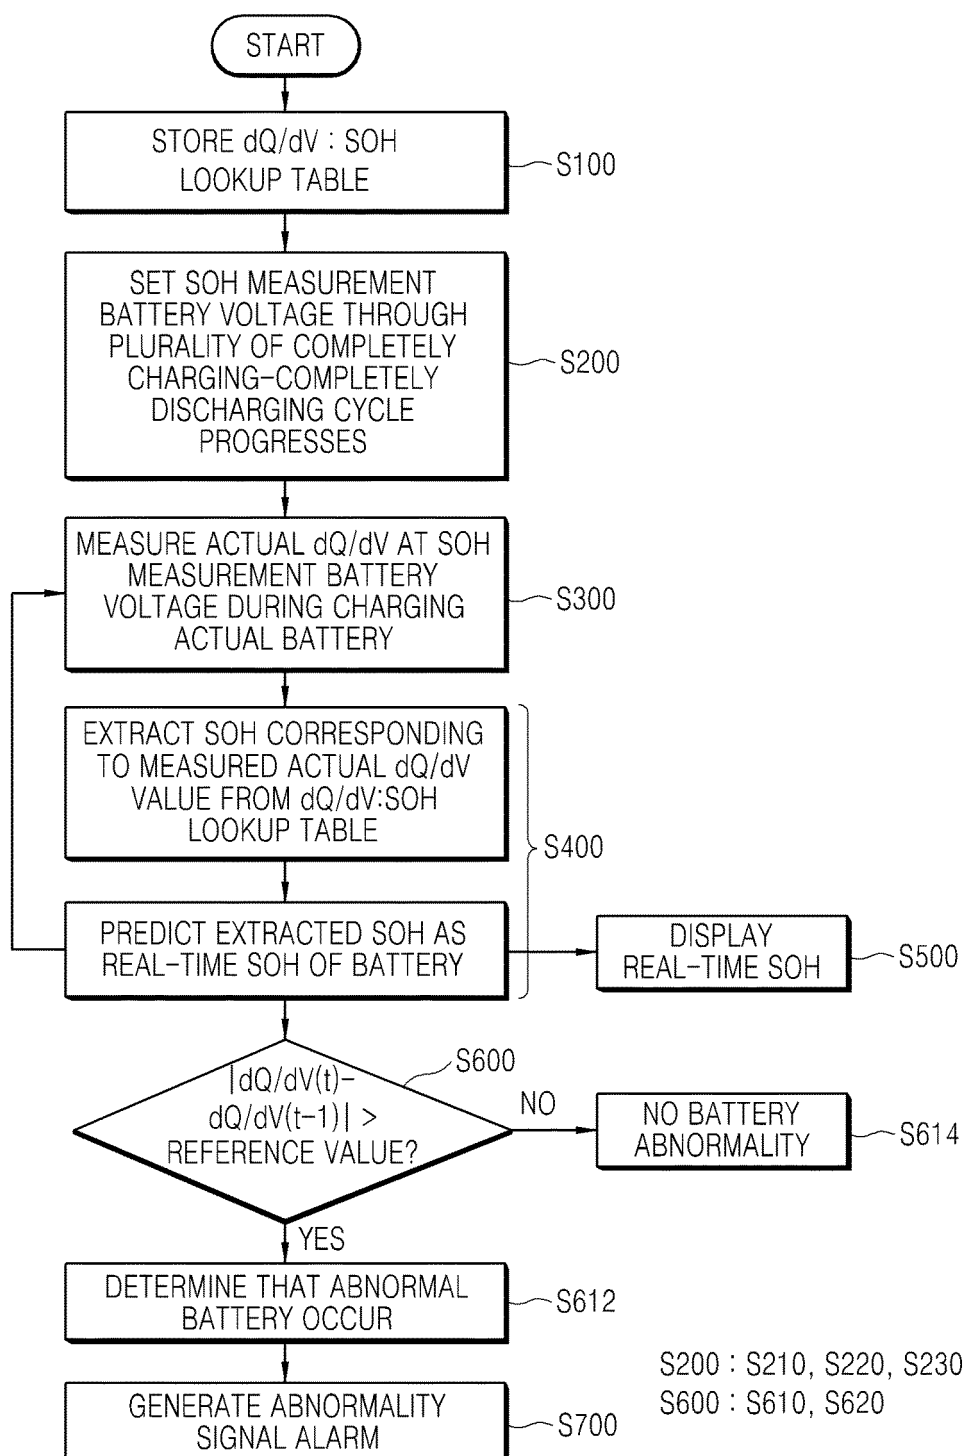 START
STORE dQ/dV : SOH
LOOKUP TABLE
S100
SET SOH MEASUREMENT
BATTERY VOLTAGE THROUGH
PLURALITY OF COMPLETELY
CHARGING-COMPLETELY
DISCHARGING CYCLE
PROGRESSES
S200
MEASURE ACTUAL dQ/dV AT SOH
MEASUREMENT BATTERY
VOLTAGE DURING CHARGING
ACTUAL BATTERY
S300
EXTRACT SOH CORRESPONDING
TO MEASURED ACTUAL dQ/dV
VALUE FROM dQ/dV:SOH
LOOKUP TABLE
S400
PREDICT EXTRACTED SOH AS
REAL-TIME SOH OF BATTERY
DISPLAY
REAL-TIME SOH
S500
S600
|dQ/dV(t)-
dQ/dV(t-1)| >
REFERENCE VALUE?
NO
NO BATTERY
ABNORMALITY
S614
YES
DETERMINE THAT ABNORMAL
BATTERY OCCUR
S612
GENERATE ABNORMALITY
SIGNAL ALARM
S700
S200 : S210, S220, S230
S600 : S610, S620